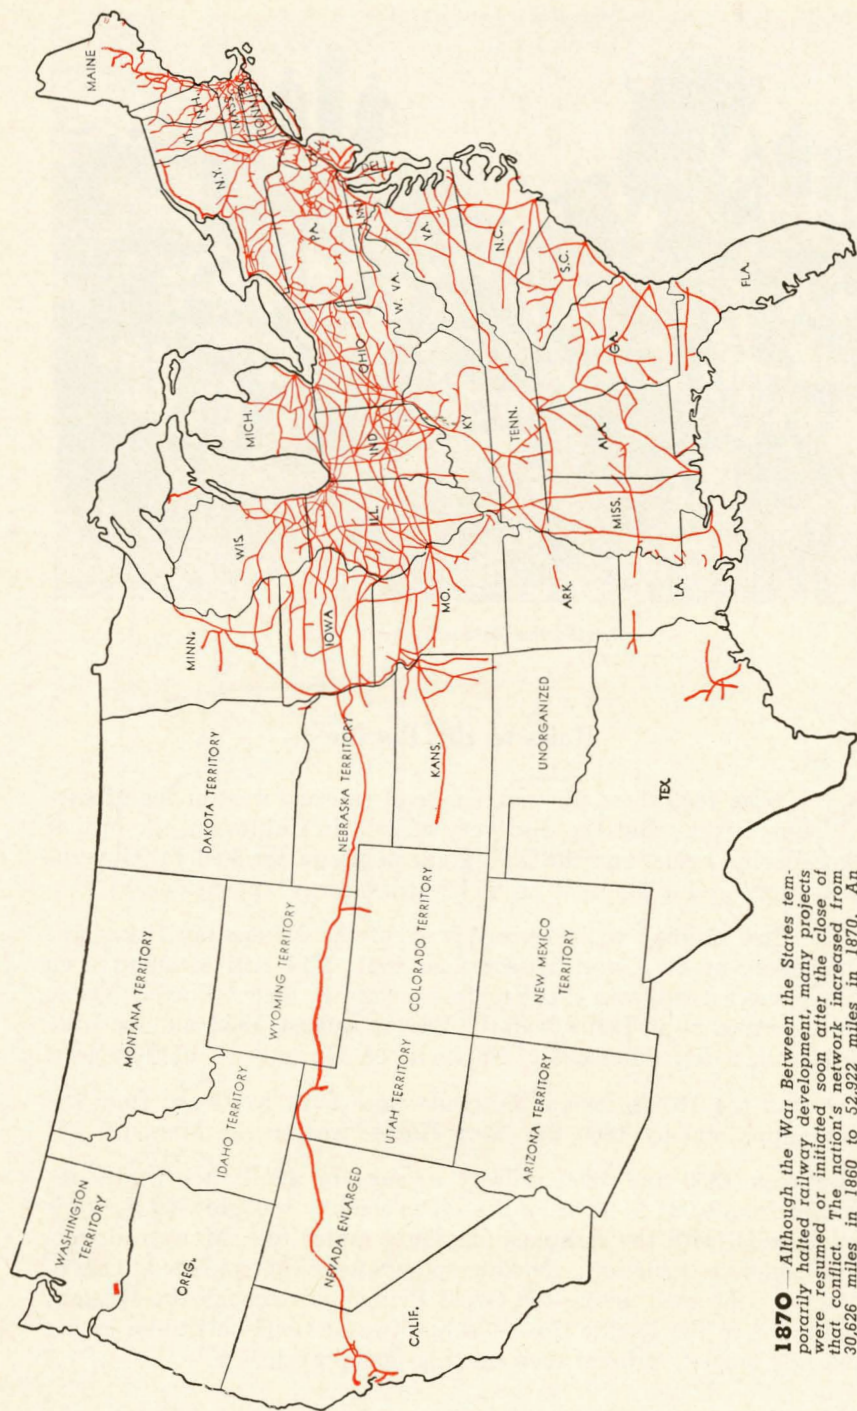 WASHINGTON
TERRITORY
OREG.
CALIF.
NEVADA ENLARGED
IDAHO TERRITORY
MONTANA TERRITORY
WYOMING TERRITORY
UTAH TERRITORY
ARIZONA TERRITORY
COLORADO TERRITORY
NEW MEXICO
TERRITORY
DAKOTA TERRITORY
NEBRASKA TERRITORY
KANS.
UNORGANIZED
TEX.
MINN.
IOWA
MO.
ARK.
LA.
WIS.
ILL.
MICH.
IND.
OHIO
KY
TENN.
MISS.
ALA.
GA.
FLA.
S.C.
N.C.
VA.
W. VA.
PA.
MD.
DEL.
N.Y.
VT.
N.H.
MASS.
CONN.
MAINE
1870—Although the War Between the States tem-
porarily halted railway development, many projects
were resumed or initiated soon after the close of
that conflict. The nation's network increased from
30,626 miles in 1860 to 52,922 miles in 1870. An